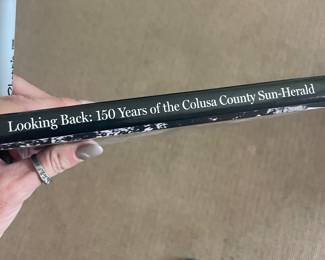 Looking Back: 150 Years of the Colusa County Sun-Herald